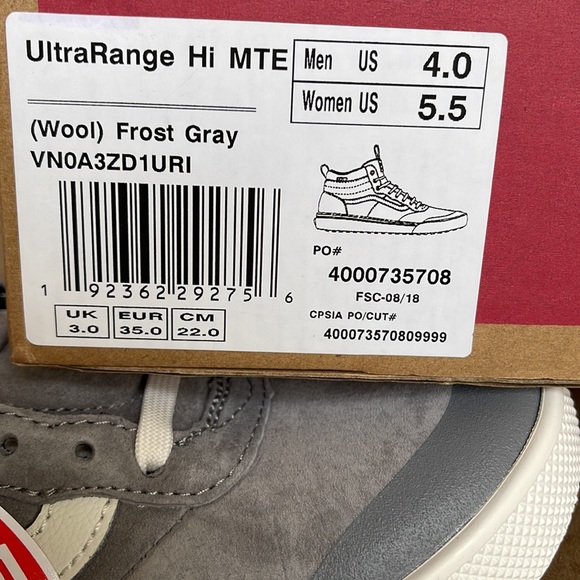 UltraRange Hi MTE
Men US 4.0
Women US 5.5
(Wool) Frost Gray
VN0A3ZD1URI
1 92362 29275 6
UK 3.0
EUR 35.0
CM 22.0
PO#
4000735708
FSC-08/18
CPSIA PO/CUT#
400073570809999